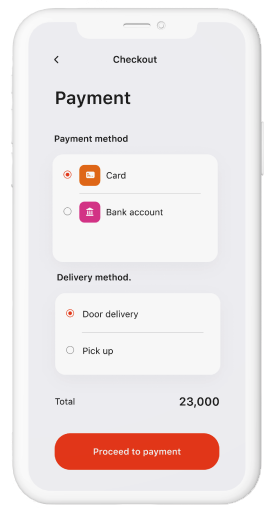 Checkout
Payment
Payment method
Card
Bank account
Delivery method.
Door delivery
Pick up
Total 23,000
Proceed to payment